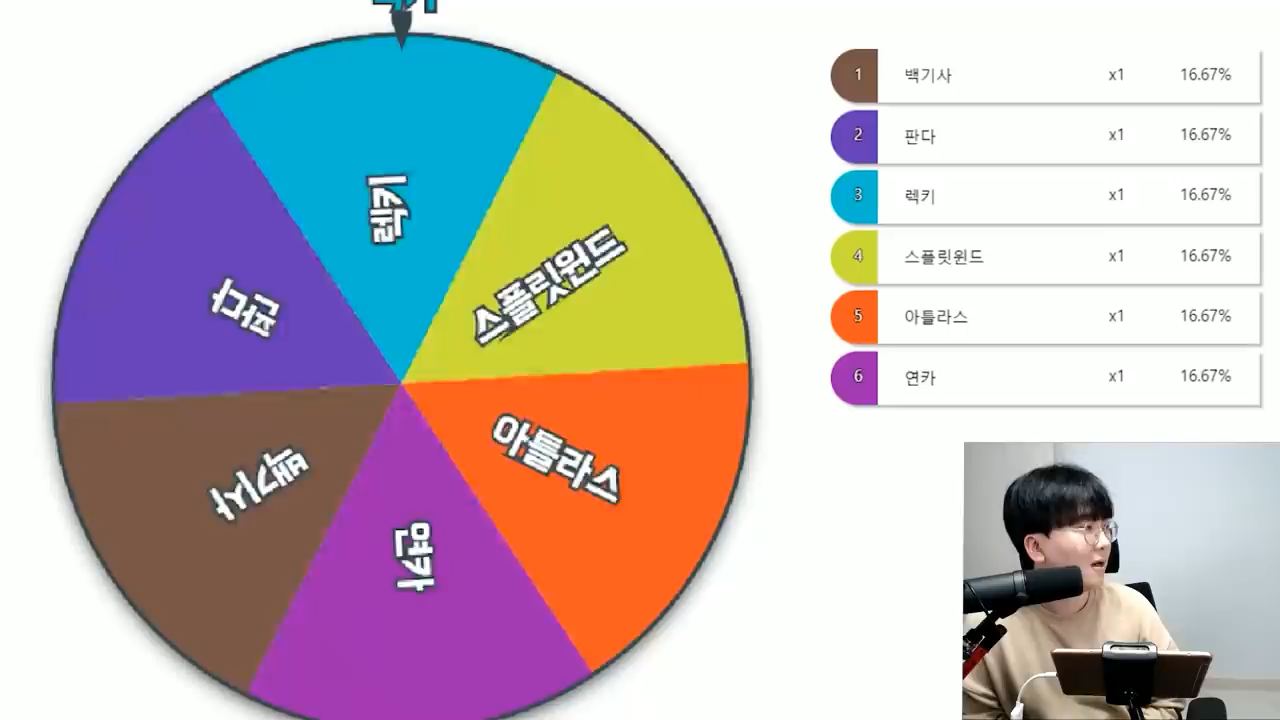 렉키
스플릿윈드
아틀라스
연카
백기사
판다
1 백기사 x1 16.67%
2 판다 x1 16.67%
3 렉키 x1 16.67%
4 스플릿윈드 x1 16.67%
5 아틀라스 x1 16.67%
6 연카 x1 16.67%